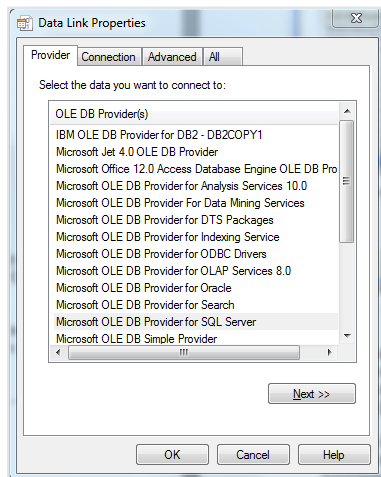 Data Link Properties
Provider Connection Advanced All
Select the data you want to connect to:
OLE DB Provider(s)
IBM OLE DB Provider for DB2 - DB2COPY1
Microsoft Jet 4.0 OLE DB Provider
Microsoft Office 12.0 Access Database Engine OLE DB Pro
Microsoft OLE DB Provider for Analysis Services 10.0
Microsoft OLE DB Provider For Data Mining Services
Microsoft OLE DB Provider for DTS Packages
Microsoft OLE DB Provider for Indexing Service
Microsoft OLE DB Provider for ODBC Drivers
Microsoft OLE DB Provider for OLAP Services 8.0
Microsoft OLE DB Provider for Oracle
Microsoft OLE DB Provider for Search
Microsoft OLE DB Provider for SQL Server
Microsoft OLE DB Simple Provider
Next >>
OK Cancel Help